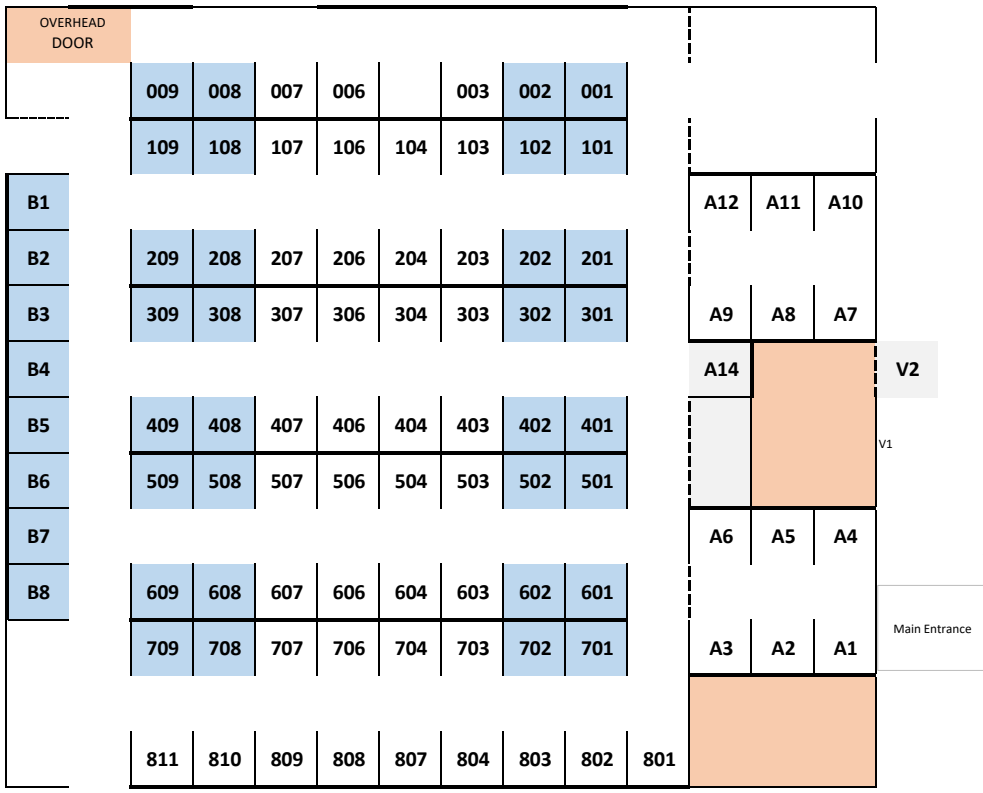 OVERHEAD
DOOR
009 008 007 006 003 002 001
109 108 107 106 104 103 102 101
B1 A12 A11 A10
B2 209 208 207 206 204 203 202 201
B3 309 308 307 306 304 303 302 301 A9 A8 A7
B4 A14 V2
B5 409 408 407 406 404 403 402 401
V1
B6 509 508 507 506 504 503 502 501
B7 A6 A5 A4
B8 609 608 607 606 604 603 602 601
Main Entrance
709 708 707 706 704 703 702 701 A3 A2 A1
811 810 809 808 807 804 803 802 801